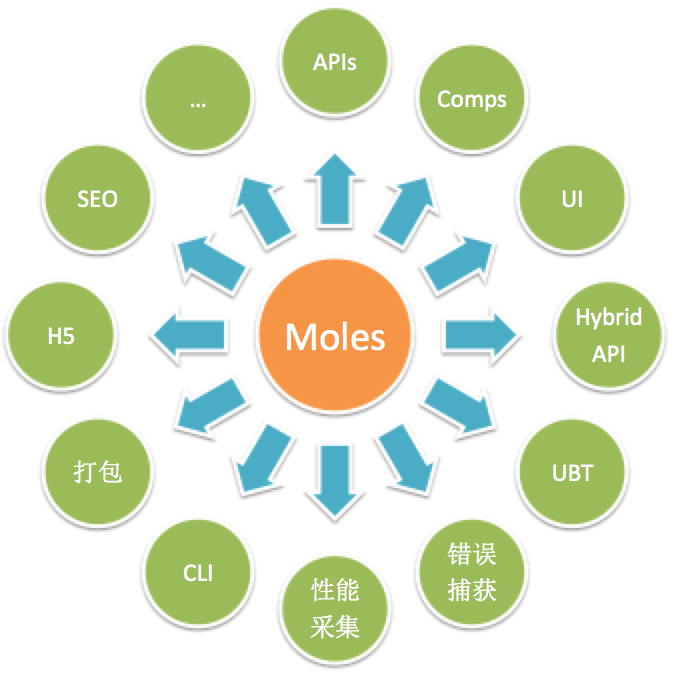 APIs
Comps
UI
Hybrid
API
UBT
错误
捕获
性能
采集
CLI
打包
H5
SEO
...
Moles